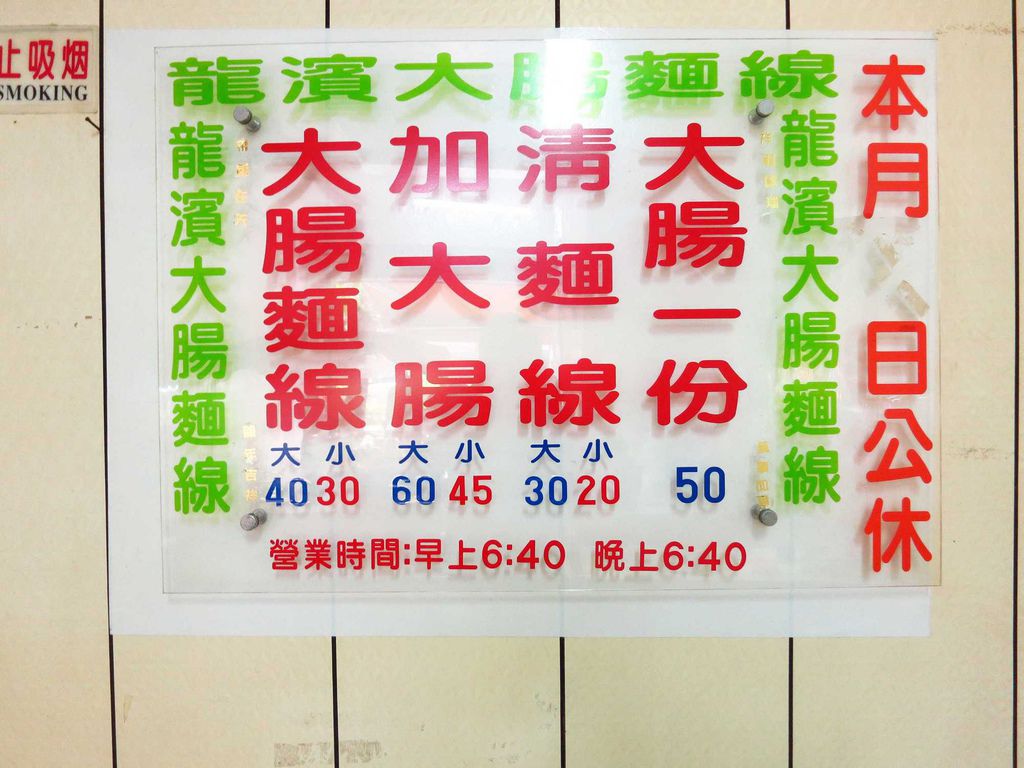 止吸烟
SMOKING
龍濱大腸麵線
龍濱大腸麵線
大腸麵線
大 小
40 30
加大腸
大 小
60 45
清麵線
大 小
30 20
大腸一份
50
龍濱大腸麵線
本月 日公休
營業時間:早上6:40 晚上6:40